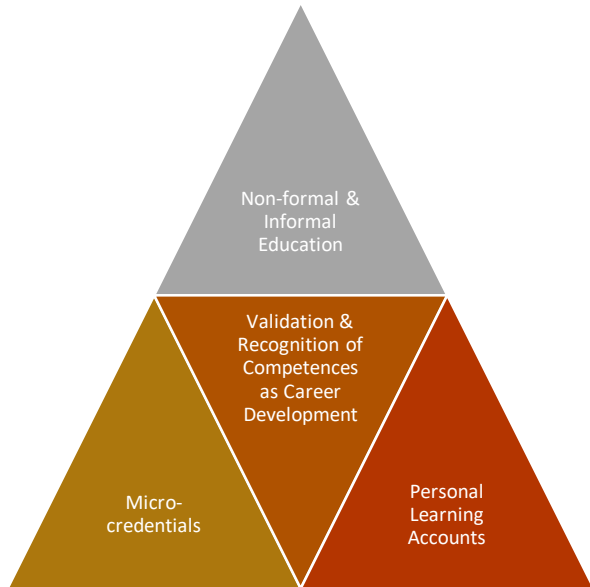 Non-formal &
Informal
Education
Validation &
Recognition of
Competences
as Career
Development
Micro-
credentials
Personal
Learning
Accounts